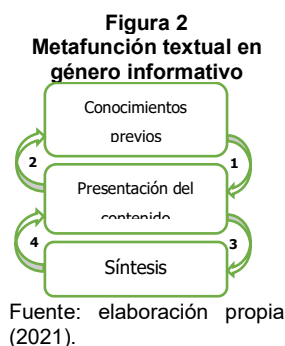 Figura 2
Metafunción textual en
género informativo
Conocimientos
previos
2
1
Presentación del
contenido
4
3
Síntesis
Fuente: elaboración propia
(2021).